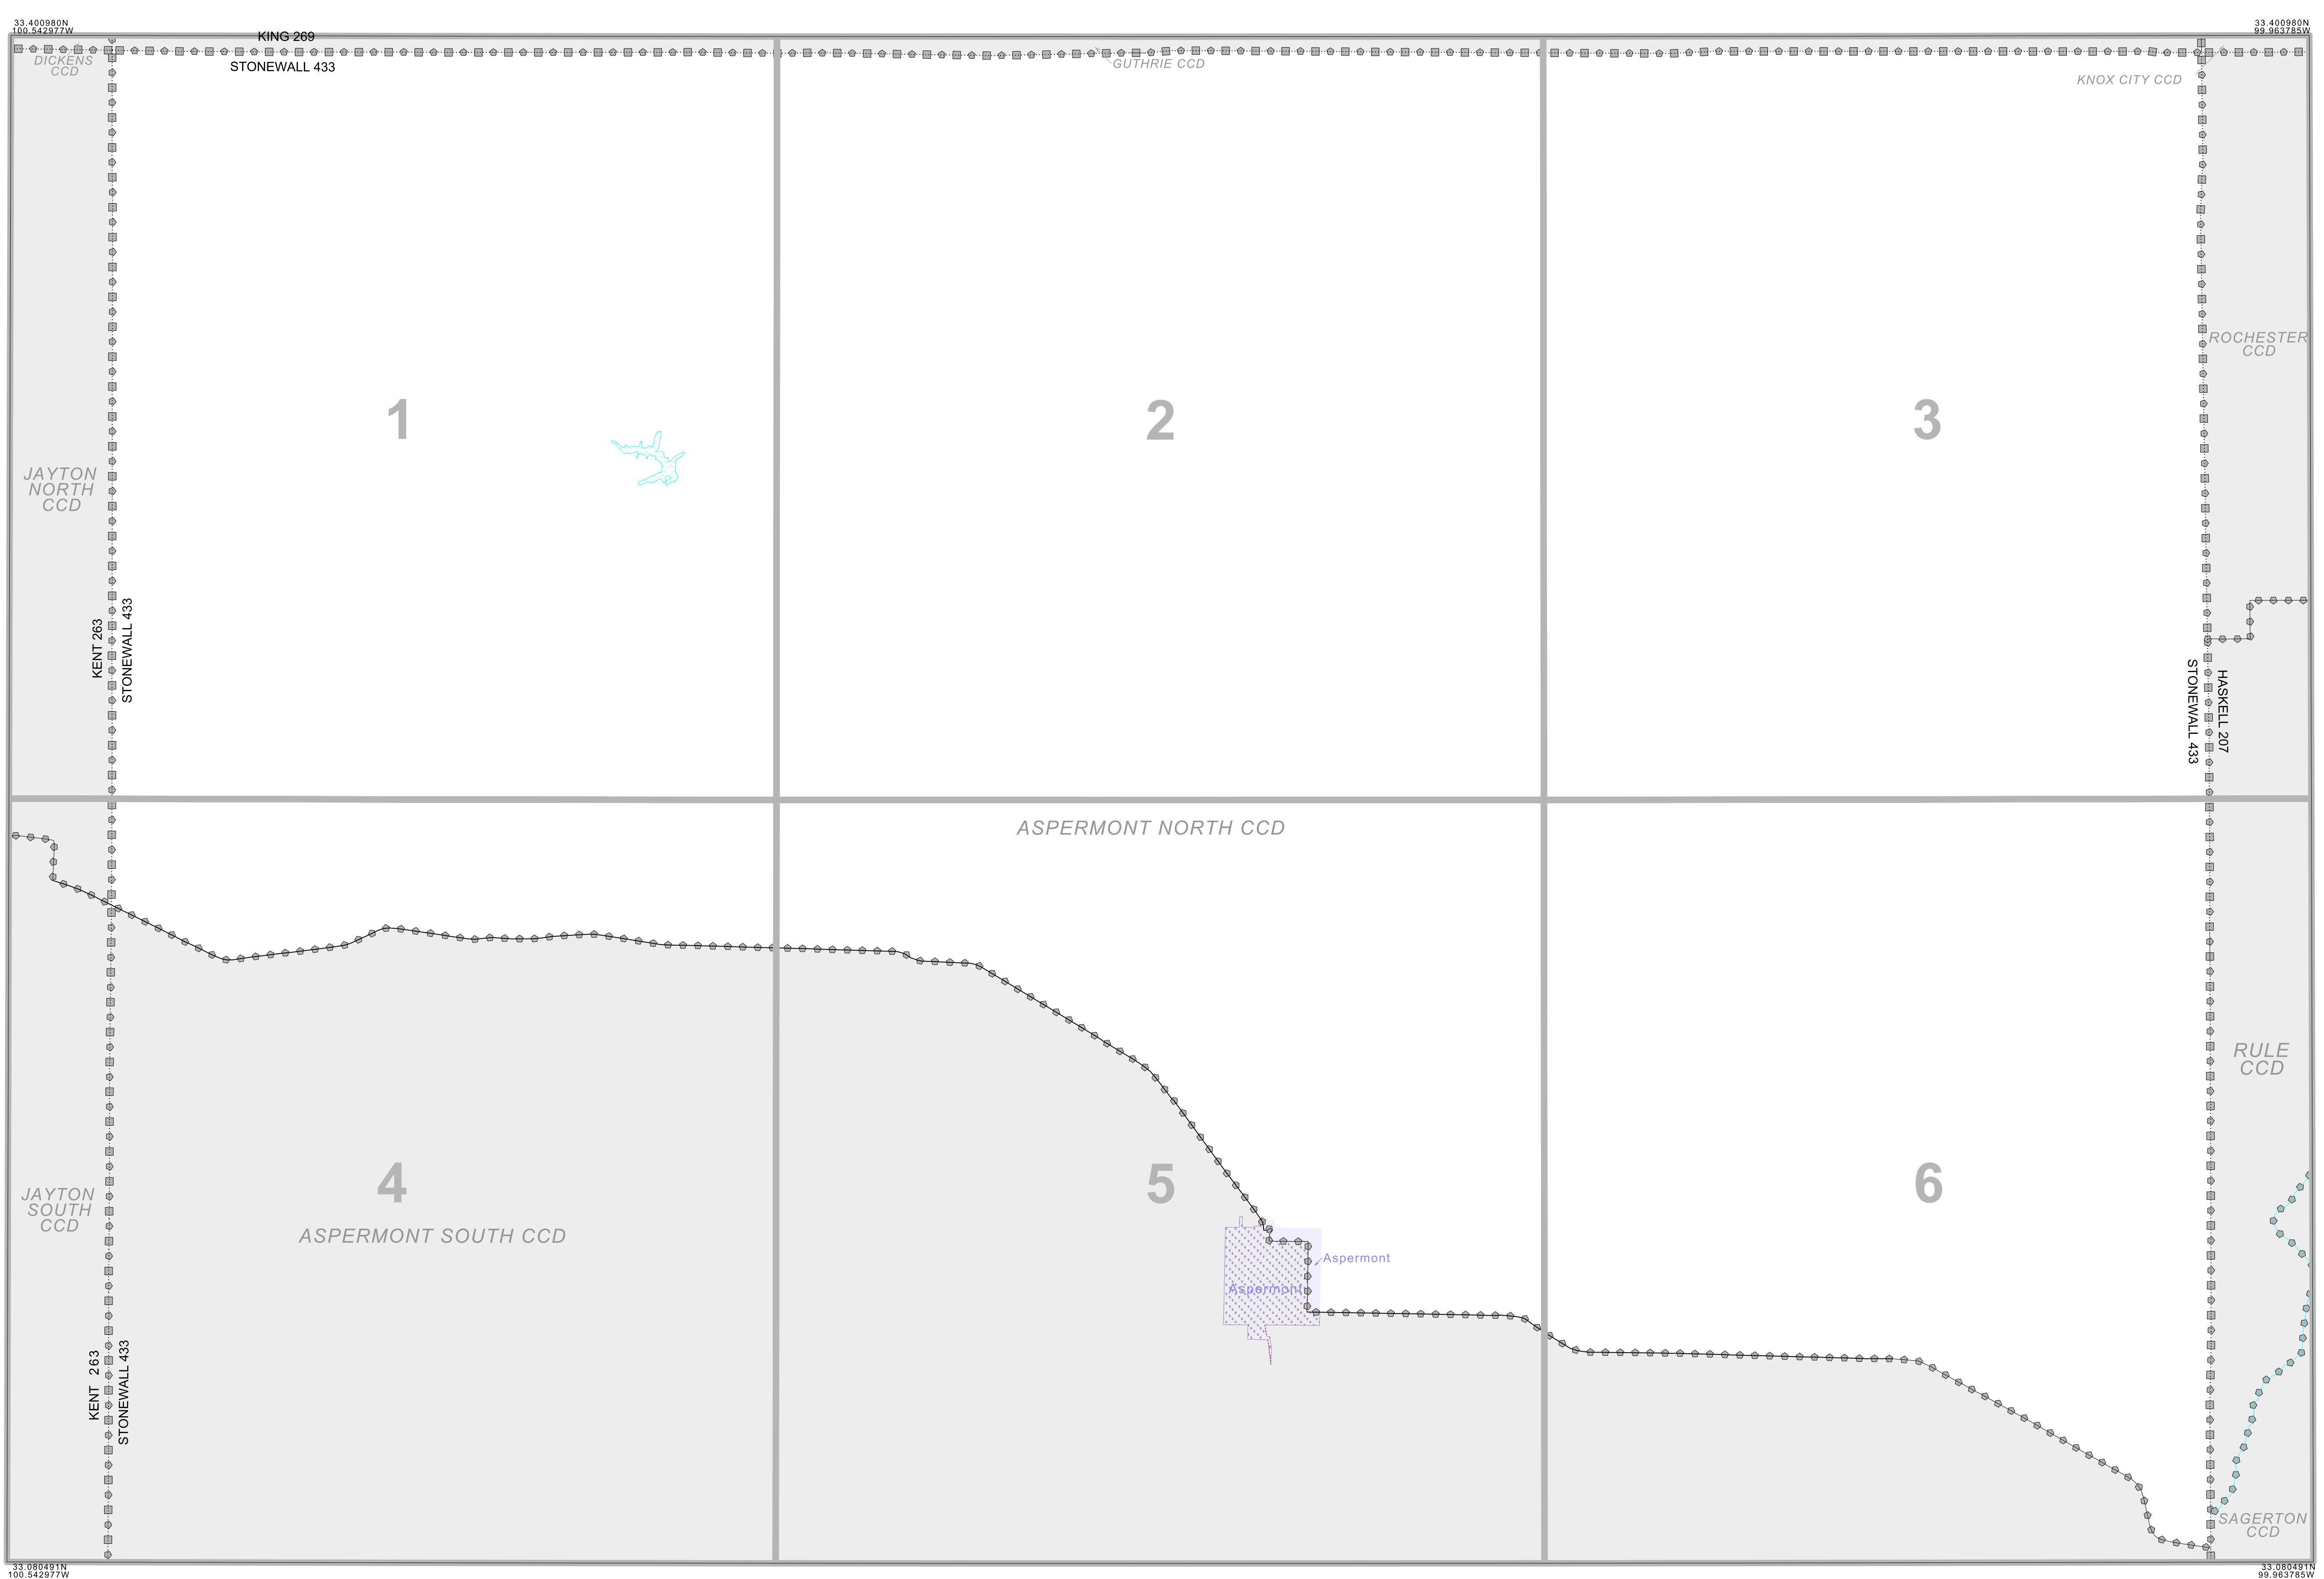 33.400980N
100.542977W
33.400980N
99.963785W
KING 269
STONEWALL 433
DICKENS
CCD
GUTHRIE CCD
KNOX CITY CCD
ROCHESTER
CCD
1
2
3
JAYTON
NORTH
CCD
KENT 263
STONEWALL 433
STONEWALL 433
HASKELL 207
ASPERMONT NORTH CCD
RULE
CCD
4
5
6
JAYTON
SOUTH
CCD
ASPERMONT SOUTH CCD
Aspermont
Aspermont
KENT 263
STONEWALL 433
SAGERTON
CCD
33.080491N
100.542977W
33.080491N
99.963785W